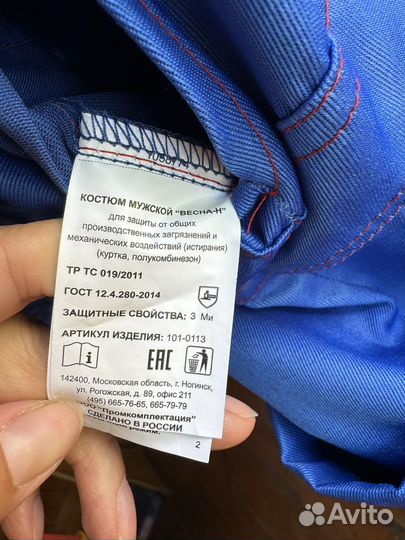 КОСТЮМ МУЖСКОЙ "ВЕСНА-Н"
для защиты от общих
производственных загрязнений и
механических воздействий (истирания)
(куртка, полукомбинезон)
ТР ТС 019/2011
ГОСТ 12.4.280-2014
ЗАЩИТНЫЕ СВОЙСТВА: З Ми
АРТИКУЛ ИЗДЕЛИЯ: 101-0113
EAC
142400, Московская область, г. Ногинск,
ул. Рогожская, д. 89, офис 211
(495) 665-76-65, 665-79-79
ООО "Промкомплектация"
СДЕЛАНО В РОССИИ
2
Avito